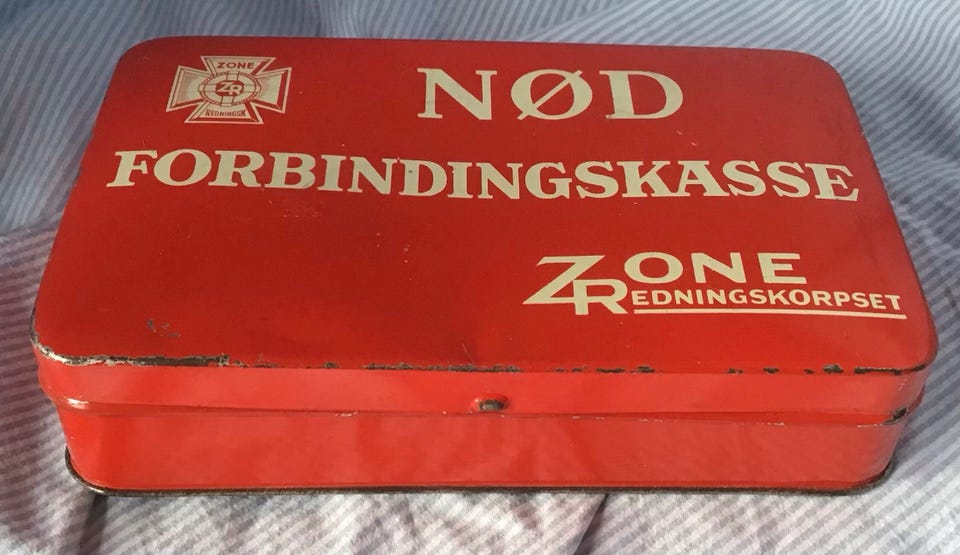 ZONE
ZR
REDNINGSK
NØD
FORBINDINGSKASSE
ZONE
REDNINGSKORPSET